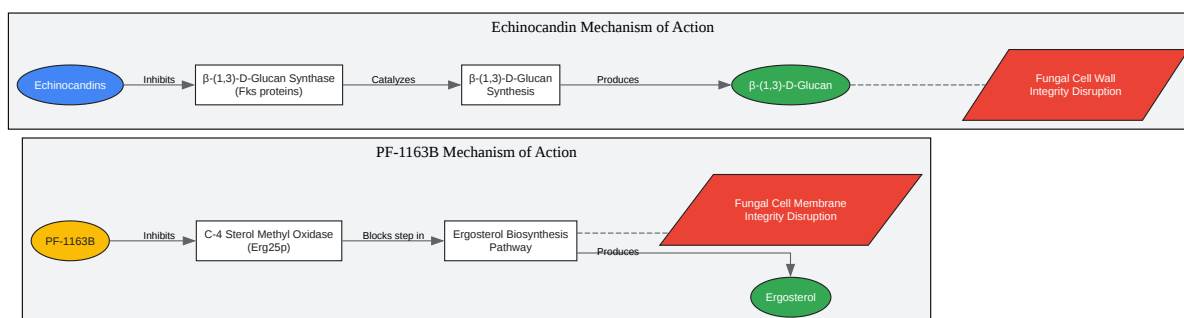 Echinocandin Mechanism of Action
Echinocandins
Inhibits
β-(1,3)-D-Glucan Synthase
(Fks proteins)
Catalyzes
β-(1,3)-D-Glucan
Synthesis
Produces
β-(1,3)-D-Glucan
Fungal Cell Wall
Integrity Disruption
PF-1163B Mechanism of Action
PF-1163B
Inhibits
C-4 Sterol Methyl Oxidase
(Erg25p)
Blocks step in
Ergosterol Biosynthesis
Pathway
Fungal Cell Membrane
Integrity Disruption
Produces
Ergosterol